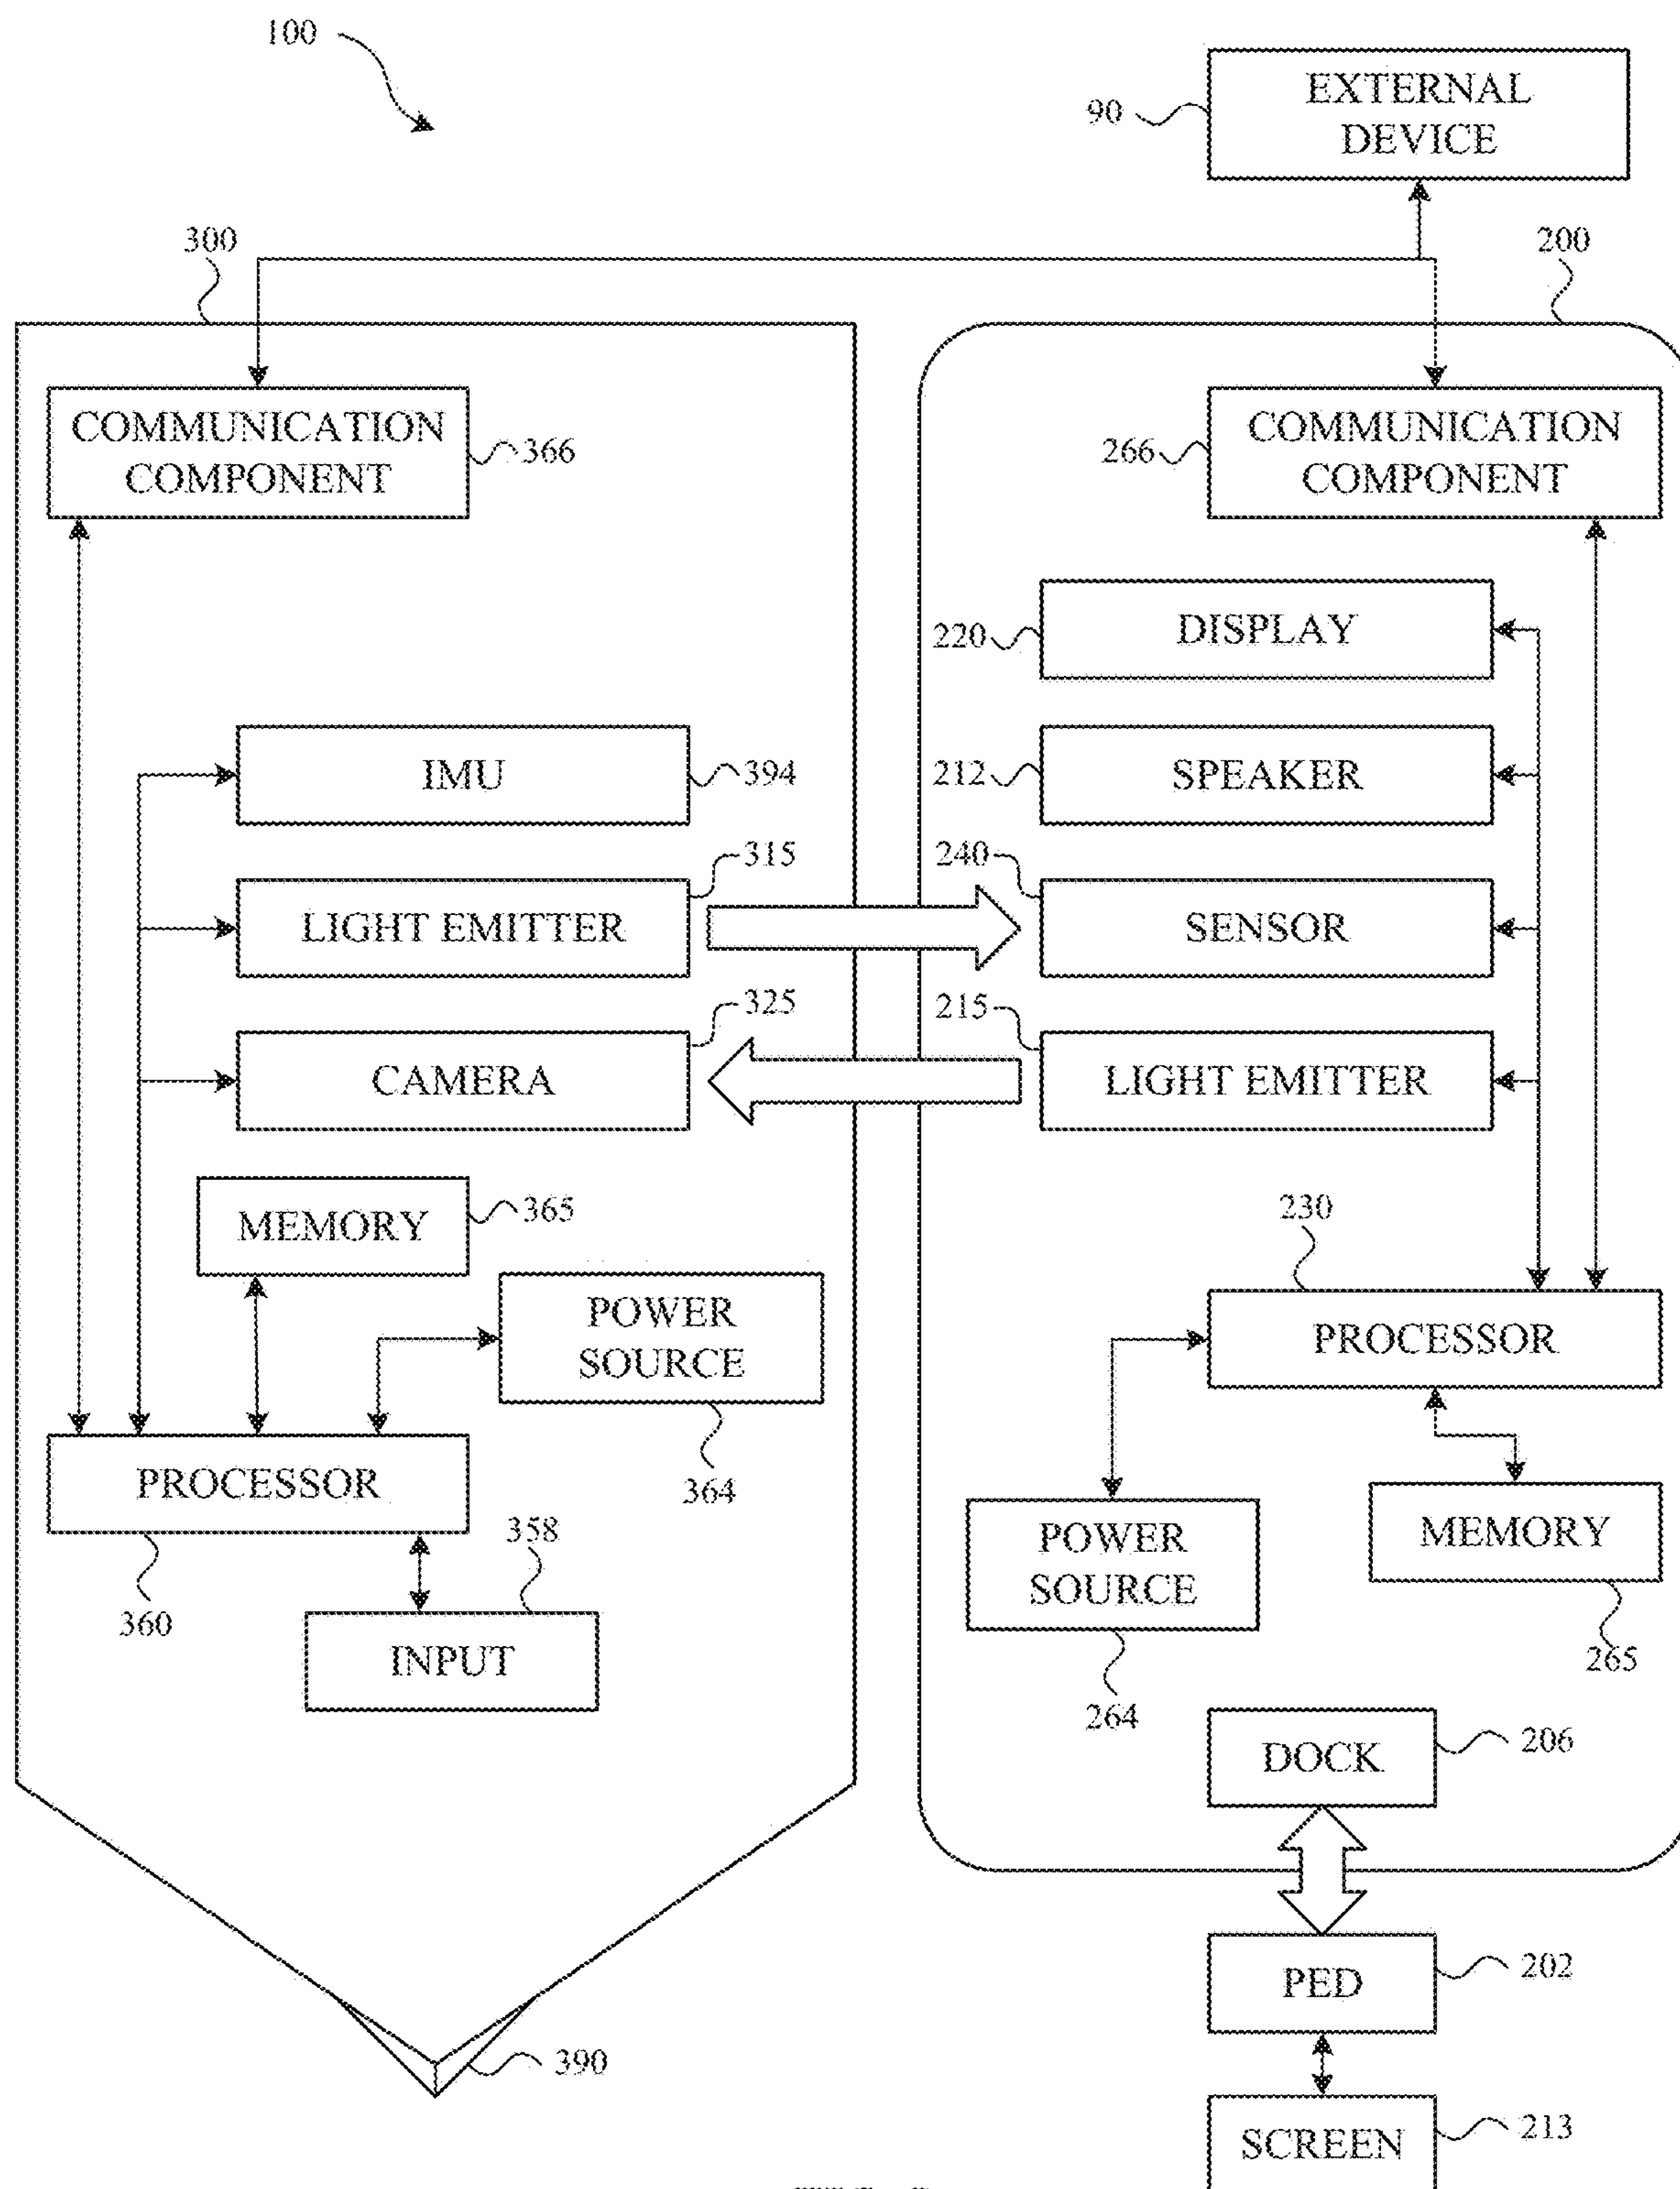 100
EXTERNAL
DEVICE
90
300
200
COMMUNICATION
COMPONENT
366
266
COMMUNICATION
COMPONENT
220
DISPLAY
IMU
394
212
SPEAKER
315
240
LIGHT EMITTER
SENSOR
325
215
CAMERA
LIGHT EMITTER
MEMORY
365
230
POWER
SOURCE
364
PROCESSOR
PROCESSOR
360
358
INPUT
POWER
SOURCE
264
MEMORY
265
DOCK
206
PED
202
390
SCREEN
213